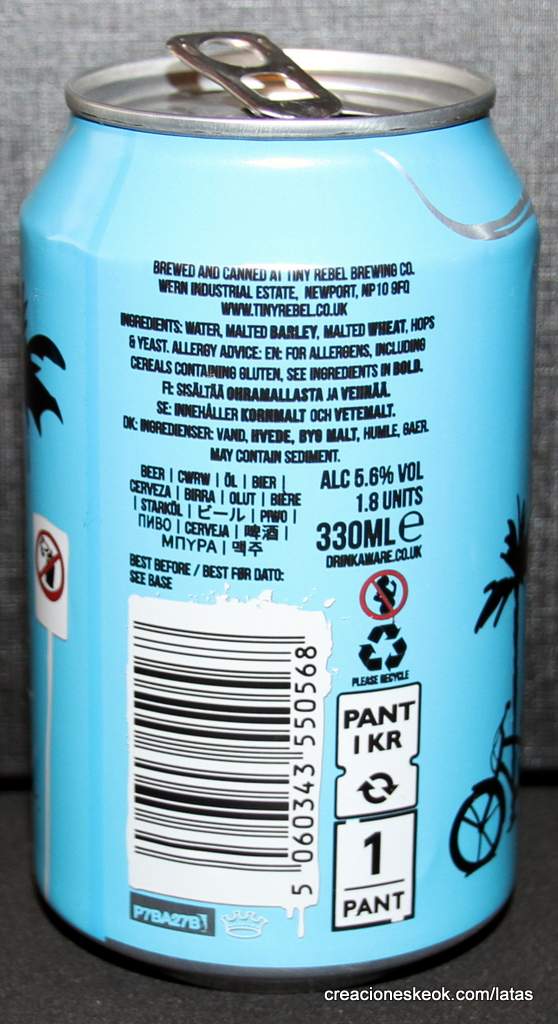 BREWED AND CANNED AT TINY REBEL BREWING CO.
WERN INDUSTRIAL ESTATE, NEWPORT, NP10 9FQ
WWW.TINYREBEL.CO.UK
INGREDIENTS: WATER, MALTED BARLEY, MALTED WHEAT, HOPS
& YEAST. ALLERGY ADVICE: EN: FOR ALLERGENS, INCLUDING
CEREALS CONTAINING GLUTEN, SEE INGREDIENTS IN BOLD.
FI: SISÄLTÄÄ OHRAMALLASTA JA VEHNÄÄ.
SE: INNEHÅLLER KORNMALT OCH VETEMALT.
DK: INGREDIENSER: VAND, HVEDE, BYG MALT, HUMLE, GAER.
MAY CONTAIN SEDIMENT.
BEER | CWRW | ÖL | BIER |
CERVEZA | BIRRA | OLUT | BIÈRE
| STARKÖL | ビール | PIWO |
ПИВО | CERVEJA | 啤酒 |
ΜΠΥΡΑ | 맥주
ALC 5.6% VOL
1.8 UNITS
330ML e
DRINKAWARE.CO.UK
BEST BEFORE / BEST FØR DATO:
SEE BASE
PLEASE RECYCLE
PANT
1 KR
1
PANT
5 060343 550568
P7BA27B
creacioneskeok.com/latas